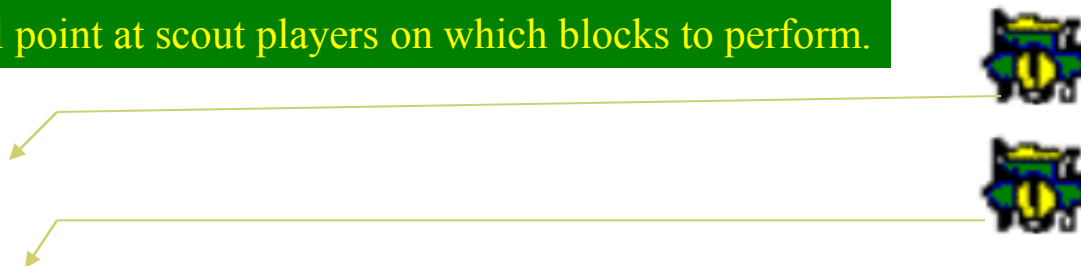 point at scout players on which blocks to perform.